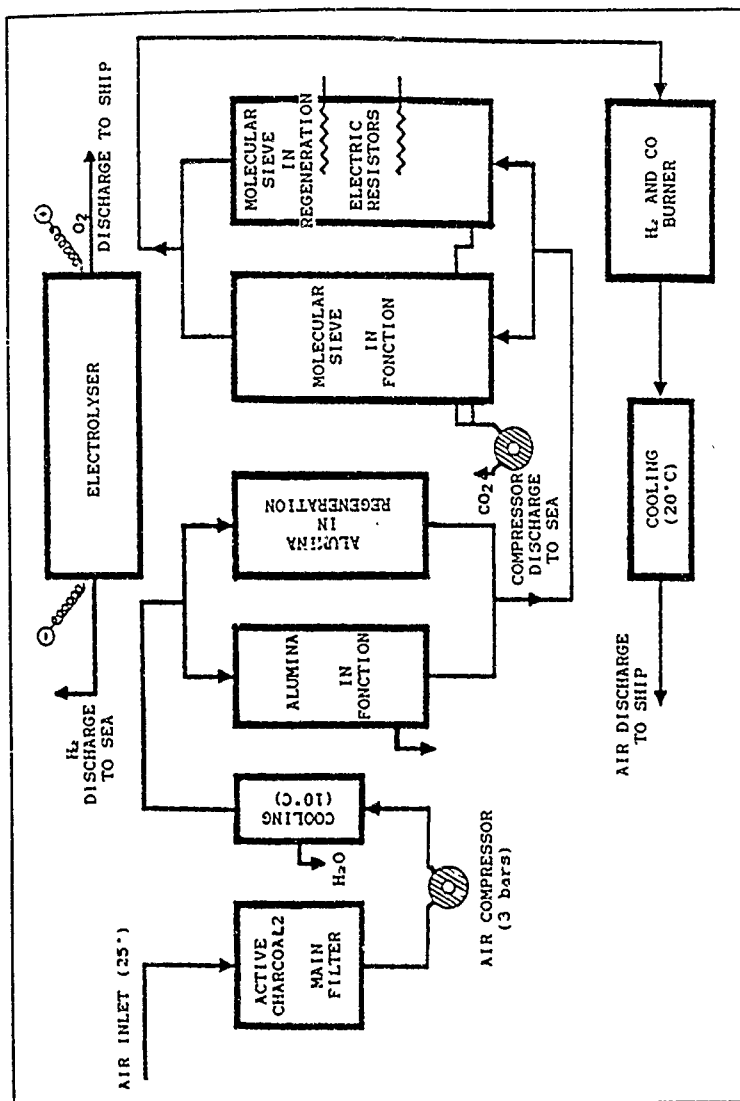 AIR INLET (25°)
ACTIVE
CHARCOAL2
MAIN
FILTER
AIR COMPRESSOR
(3 bars)
H₂O
COOLING
(10°C)
H₂
DISCHARGE
TO SEA
⊖
ELECTROLYSER
⊕
O₂
DISCHARGE TO SHIP
ALUMINA
IN
FONCTION
ALUMINA
IN
REGENERATION
CO₂
COMPRESSOR
DISCHARGE
TO SEA
MOLECULAR
SIEVE
IN
FONCTION
MOLECULAR
SIEVE
IN
REGENERATION
ELECTRIC
RESISTORS
H₂ AND CO
BURNER
COOLING
(20°C)
AIR DISCHARGE
TO SHIP